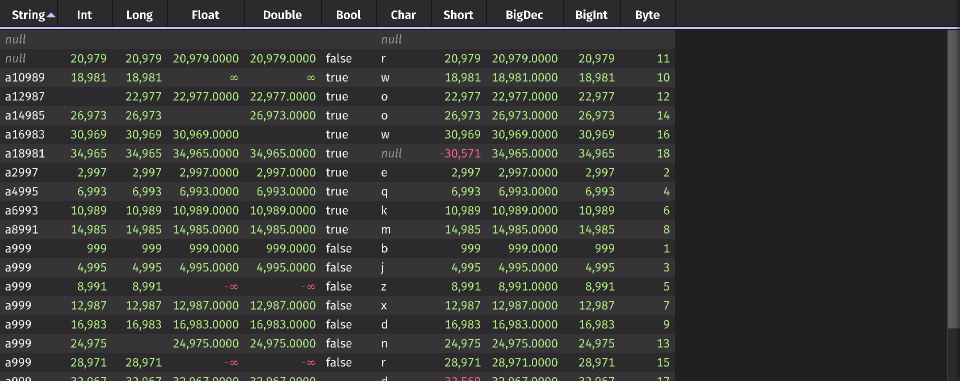 String Int Long Float Double Bool Char Short BigDec BigInt Byte
null null
null 20,979 20,979 20,979.0000 20,979.0000 false r 20,979 20,979.0000 20,979 11
a10989 18,981 18,981 ∞ ∞ true w 18,981 18,981.0000 18,981 10
a12987 22,977 22,977.0000 22,977.0000 true o 22,977 22,977.0000 22,977 12
a14985 26,973 26,973 26,973.0000 true o 26,973 26,973.0000 26,973 14
a16983 30,969 30,969 30,969.0000 true w 30,969 30,969.0000 30,969 16
a18981 34,965 34,965 34,965.0000 34,965.0000 true null -30,571 34,965.0000 34,965 18
a2997 2,997 2,997 2,997.0000 2,997.0000 true e 2,997 2,997.0000 2,997 2
a4995 6,993 6,993 6,993.0000 6,993.0000 true q 6,993 6,993.0000 6,993 4
a6993 10,989 10,989 10,989.0000 10,989.0000 true k 10,989 10,989.0000 10,989 6
a8991 14,985 14,985 14,985.0000 14,985.0000 true m 14,985 14,985.0000 14,985 8
a999 999 999 999.0000 999.0000 false b 999 999.0000 999 1
a999 4,995 4,995 4,995.0000 4,995.0000 false j 4,995 4,995.0000 4,995 3
a999 8,991 8,991 -∞ -∞ false z 8,991 8,991.0000 8,991 5
a999 12,987 12,987 12,987.0000 12,987.0000 false x 12,987 12,987.0000 12,987 7
a999 16,983 16,983 16,983.0000 16,983.0000 false d 16,983 16,983.0000 16,983 9
a999 24,975 24,975.0000 24,975.0000 false n 24,975 24,975.0000 24,975 13
a999 28,971 28,971 -∞ -∞ false r 28,971 28,971.0000 28,971 15